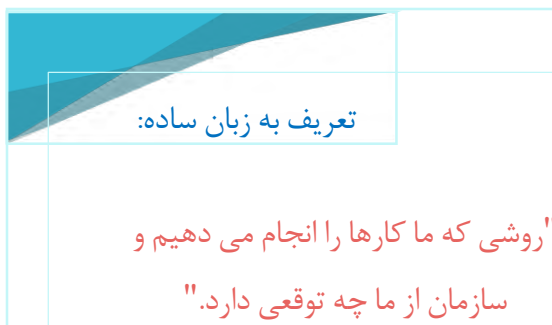 تعریف به زبان ساده:
"روشی که ما کارها را انجام می دهیم و
سازمان از ما چه توقعی دارد."